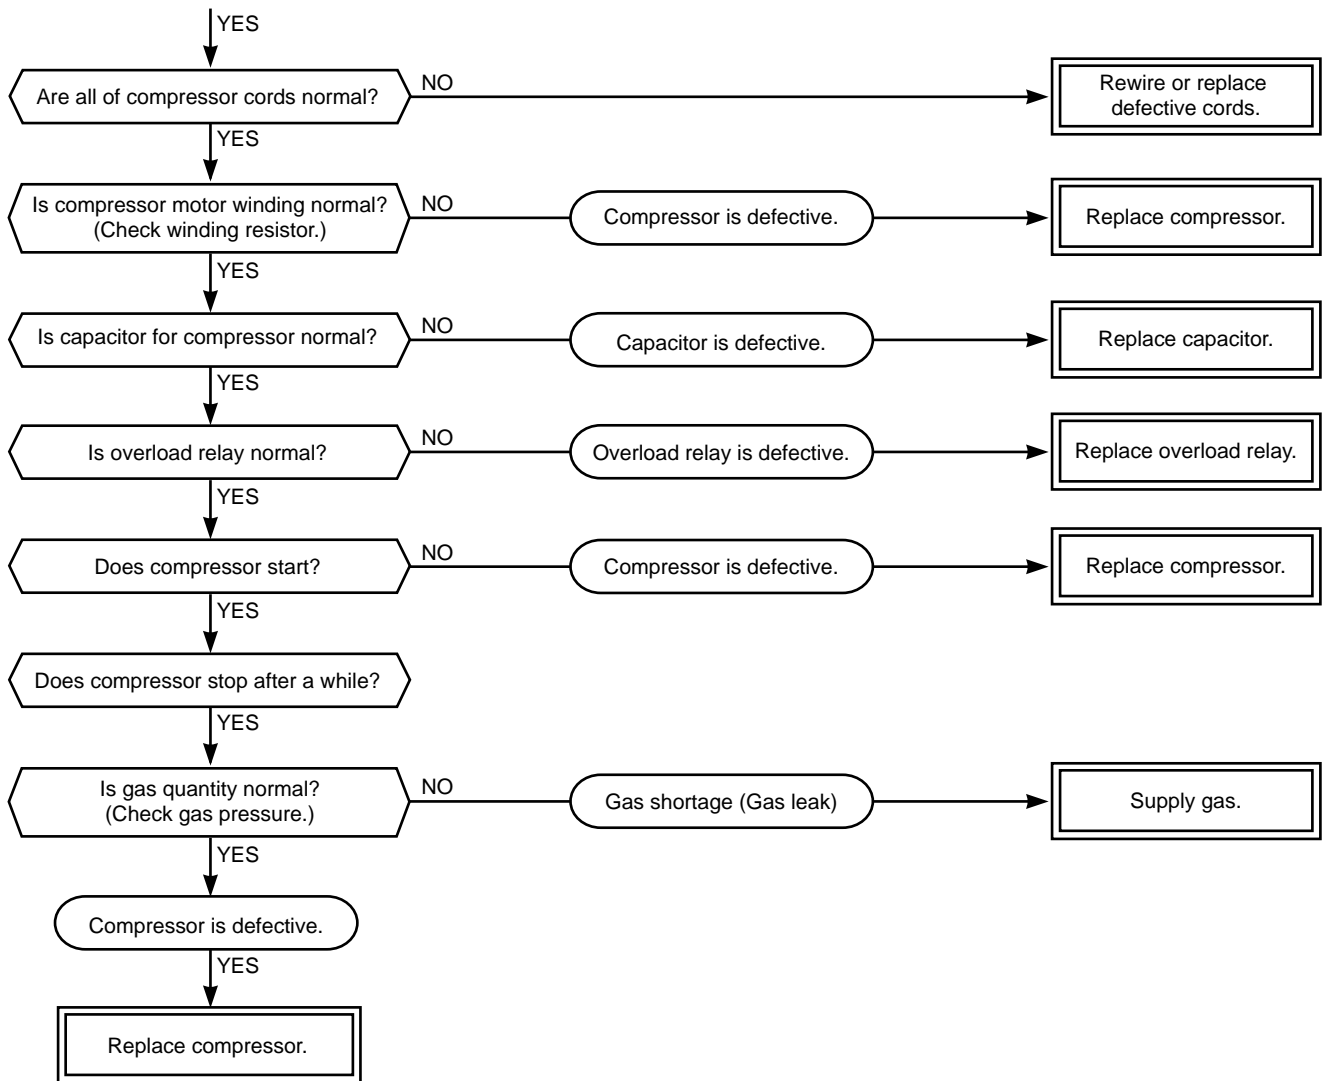 YES
Are all of compressor cords normal?
NO
Rewire or replace
defective cords.
YES
Is compressor motor winding normal?
(Check winding resistor.)
NO
Compressor is defective.
Replace compressor.
YES
Is capacitor for compressor normal?
NO
Capacitor is defective.
Replace capacitor.
YES
Is overload relay normal?
NO
Overload relay is defective.
Replace overload relay.
YES
Does compressor start?
NO
Compressor is defective.
Replace compressor.
YES
Does compressor stop after a while?
YES
Is gas quantity normal?
(Check gas pressure.)
NO
Gas shortage (Gas leak)
Supply gas.
YES
Compressor is defective.
YES
Replace compressor.